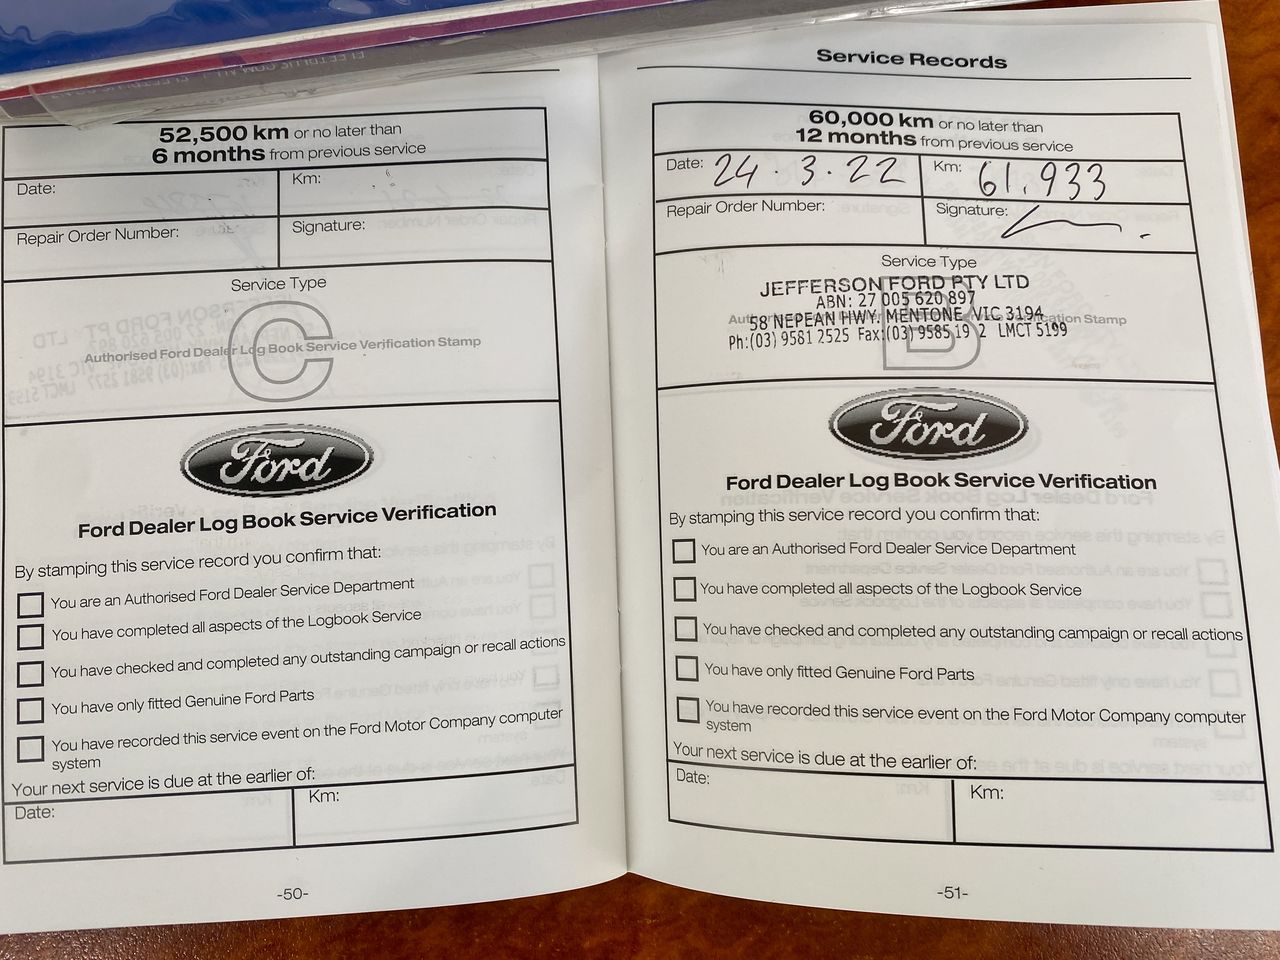 52,500 km or no later than
6 months from previous service
Date:
Km:
Repair Order Number:
Signature:
Service Type
C
Authorised Ford Dealer Log Book Service Verification Stamp
Ford
Ford Dealer Log Book Service Verification
By stamping this service record you confirm that:
You are an Authorised Ford Dealer Service Department
You have completed all aspects of the Logbook Service
You have checked and completed any outstanding campaign or recall actions
You have only fitted Genuine Ford Parts
You have recorded this service event on the Ford Motor Company computer
system
Your next service is due at the earlier of:
Date:
Km:
-50-
Service Records
60,000 km or no later than
12 months from previous service
Date: 24.3.22
Km: 61,933
Repair Order Number:
Signature:
Service Type
B
JEFFERSON FORD PTY LTD
ABN: 27 005 620 897
58 NEPEAN HWY. MENTONE, VIC 3194
Ph:(03) 9581 2525 Fax:(03) 9585 19 2 LMCT 5199
Ford
Ford Dealer Log Book Service Verification
By stamping this service record you confirm that:
You are an Authorised Ford Dealer Service Department
You have completed all aspects of the Logbook Service
You have checked and completed any outstanding campaign or recall actions
You have only fitted Genuine Ford Parts
You have recorded this service event on the Ford Motor Company computer
system
Your next service is due at the earlier of:
Date:
Km:
-51-